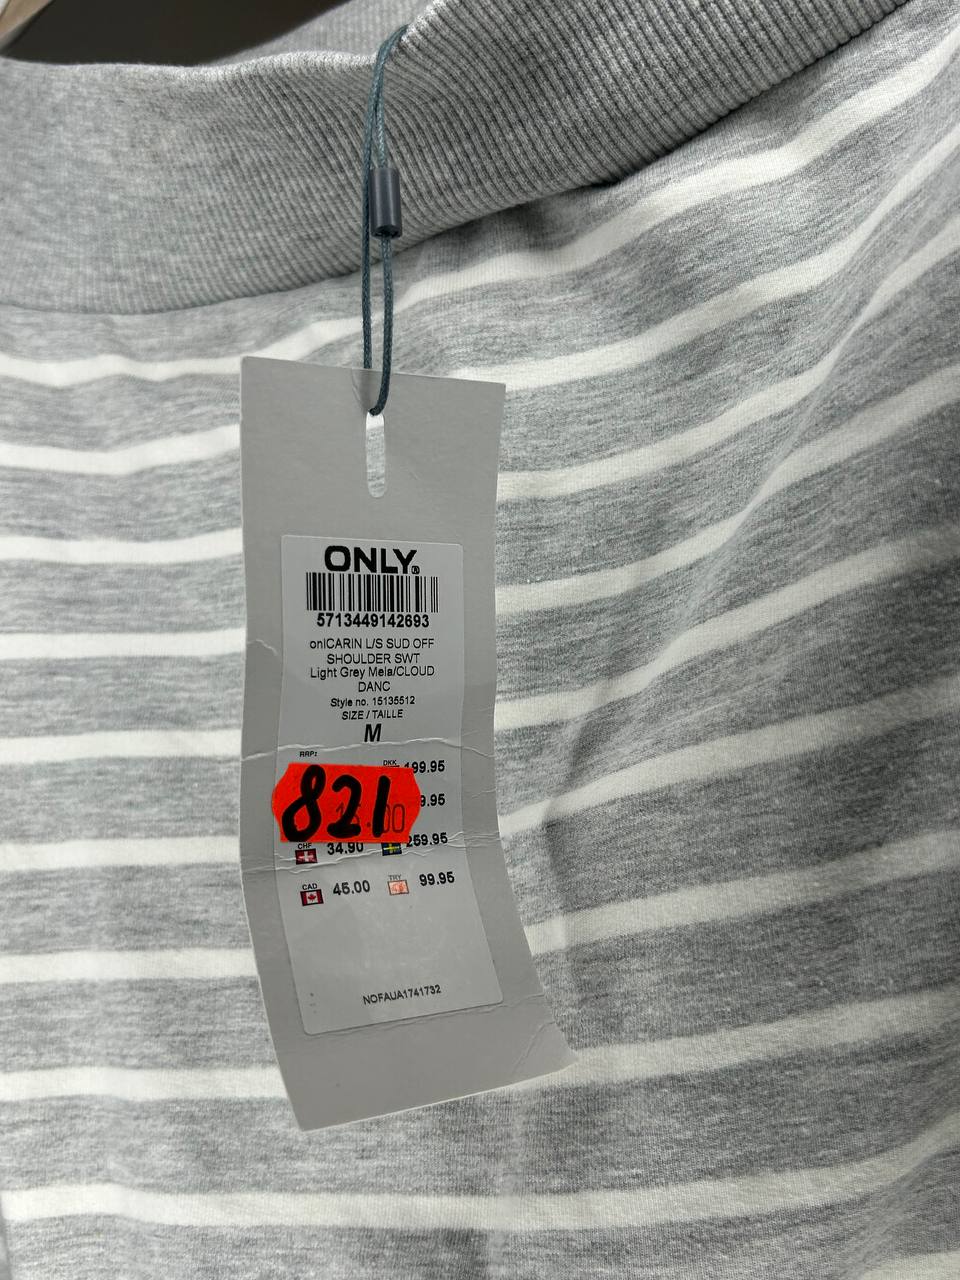 ONLY®
5713449142693
onlCARIN L/S SUD OFF
SHOULDER SWT
Light Grey Mela/CLOUD
DANC
Style no. 15135512
SIZE / TAILLE
M
RRP:
DKK 199.95
821
9.95
CHF 34.90 259.95
CAD 45.00 TRY 99.95
NOFAUA1741732